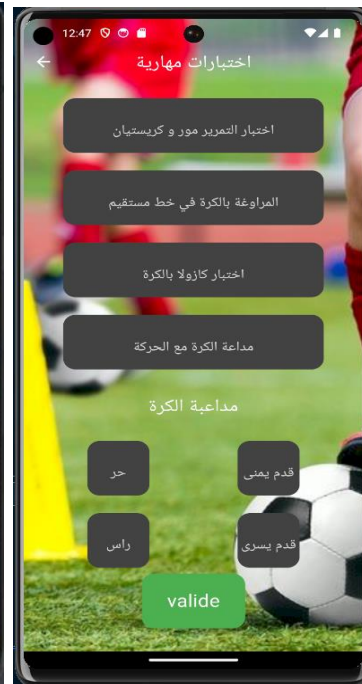 12:47
اختبارات مهارية
اختبار التمرير مور و كريستيان
المراوغة بالكرة في خط مستقيم
اختبار كازولا بالكرة
مداعة الكرة مع الحركة
مداعبة الكرة
قدم يمنى
حر
قدم يسرى
راس
valide